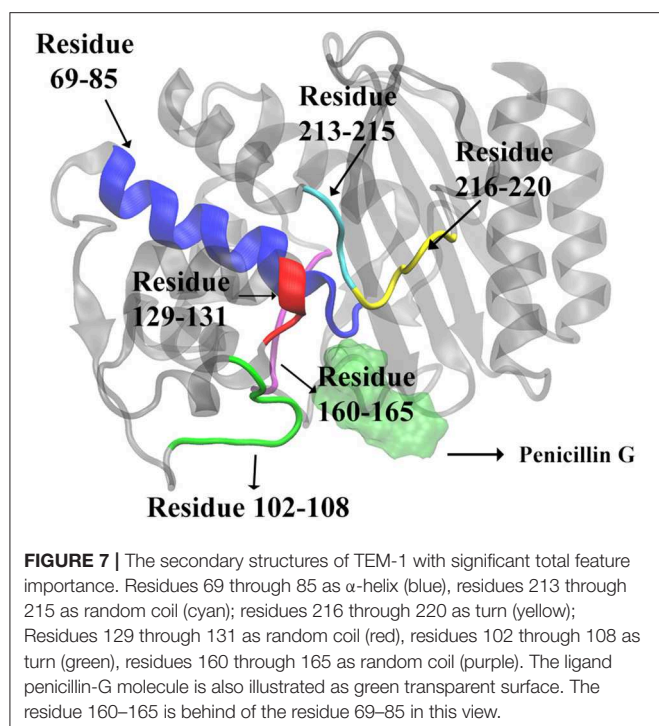 Residue
69-85
Residue
213-215
Residue
216-220
Residue
129-131
Residue
160-165
Penicillin G
Residue 102-108
FIGURE 7 | The secondary structures of TEM-1 with significant total feature
importance. Residues 69 through 85 as α-helix (blue), residues 213 through
215 as random coil (cyan); residues 216 through 220 as turn (yellow);
Residues 129 through 131 as random coil (red), residues 102 through 108 as
turn (green), residues 160 through 165 as random coil (purple). The ligand
penicillin-G molecule is also illustrated as green transparent surface. The
residue 160–165 is behind of the residue 69–85 in this view.